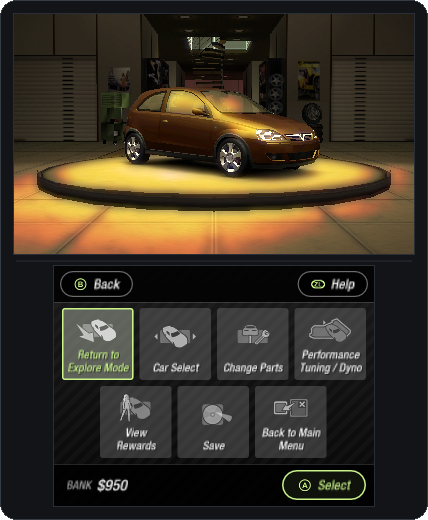 B Back
ZL Help
Return to
Explore Mode
Car Select
Change Parts
Performance
Tuning / Dyno
View
Rewards
Save
Back to Main
Menu
BANK $950
A Select